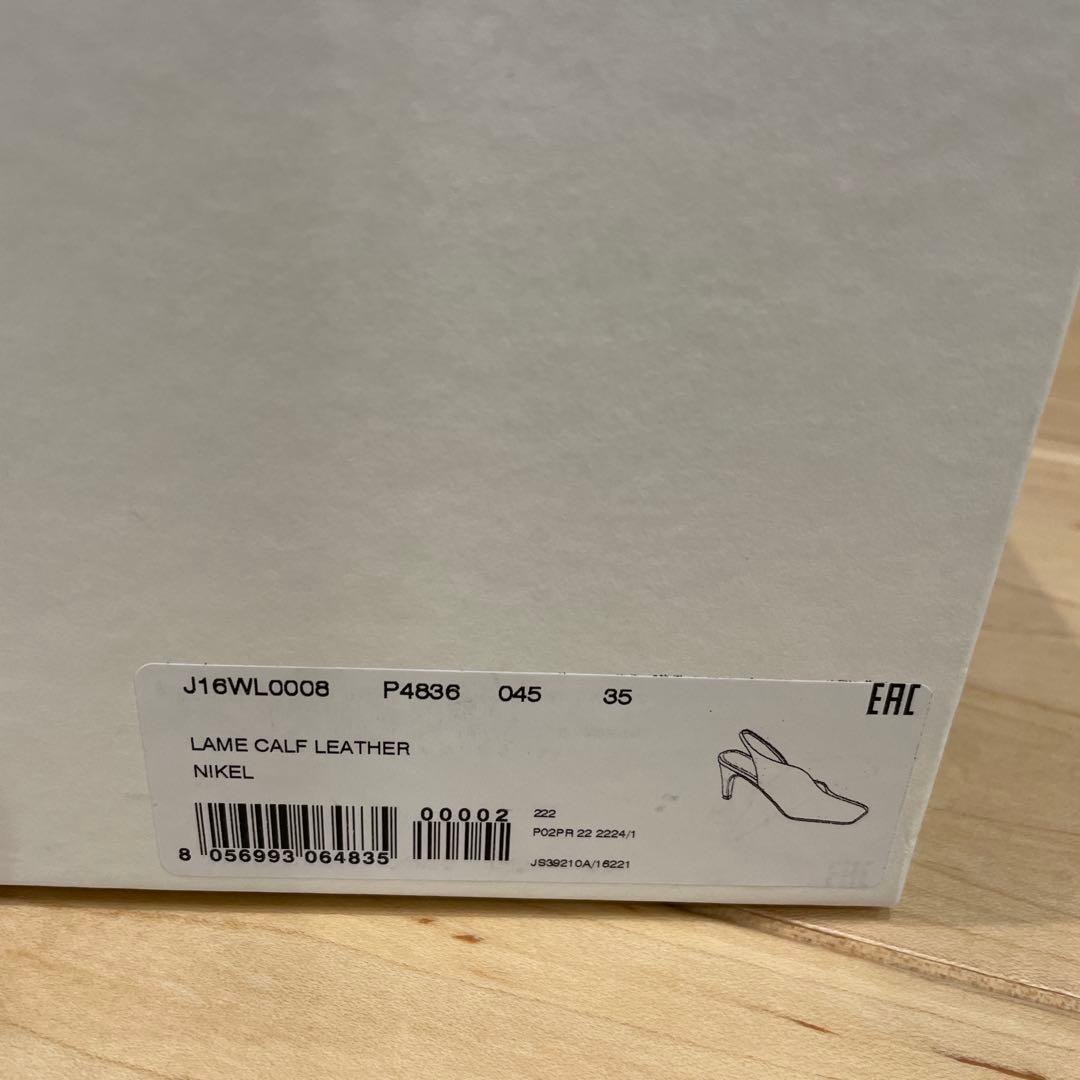 J16WL0008 P4836 045 35
EAC
LAME CALF LEATHER
NIKEL
00002
8 056993 064835
222
P02PR 22 2224/1
JS39210A/16221